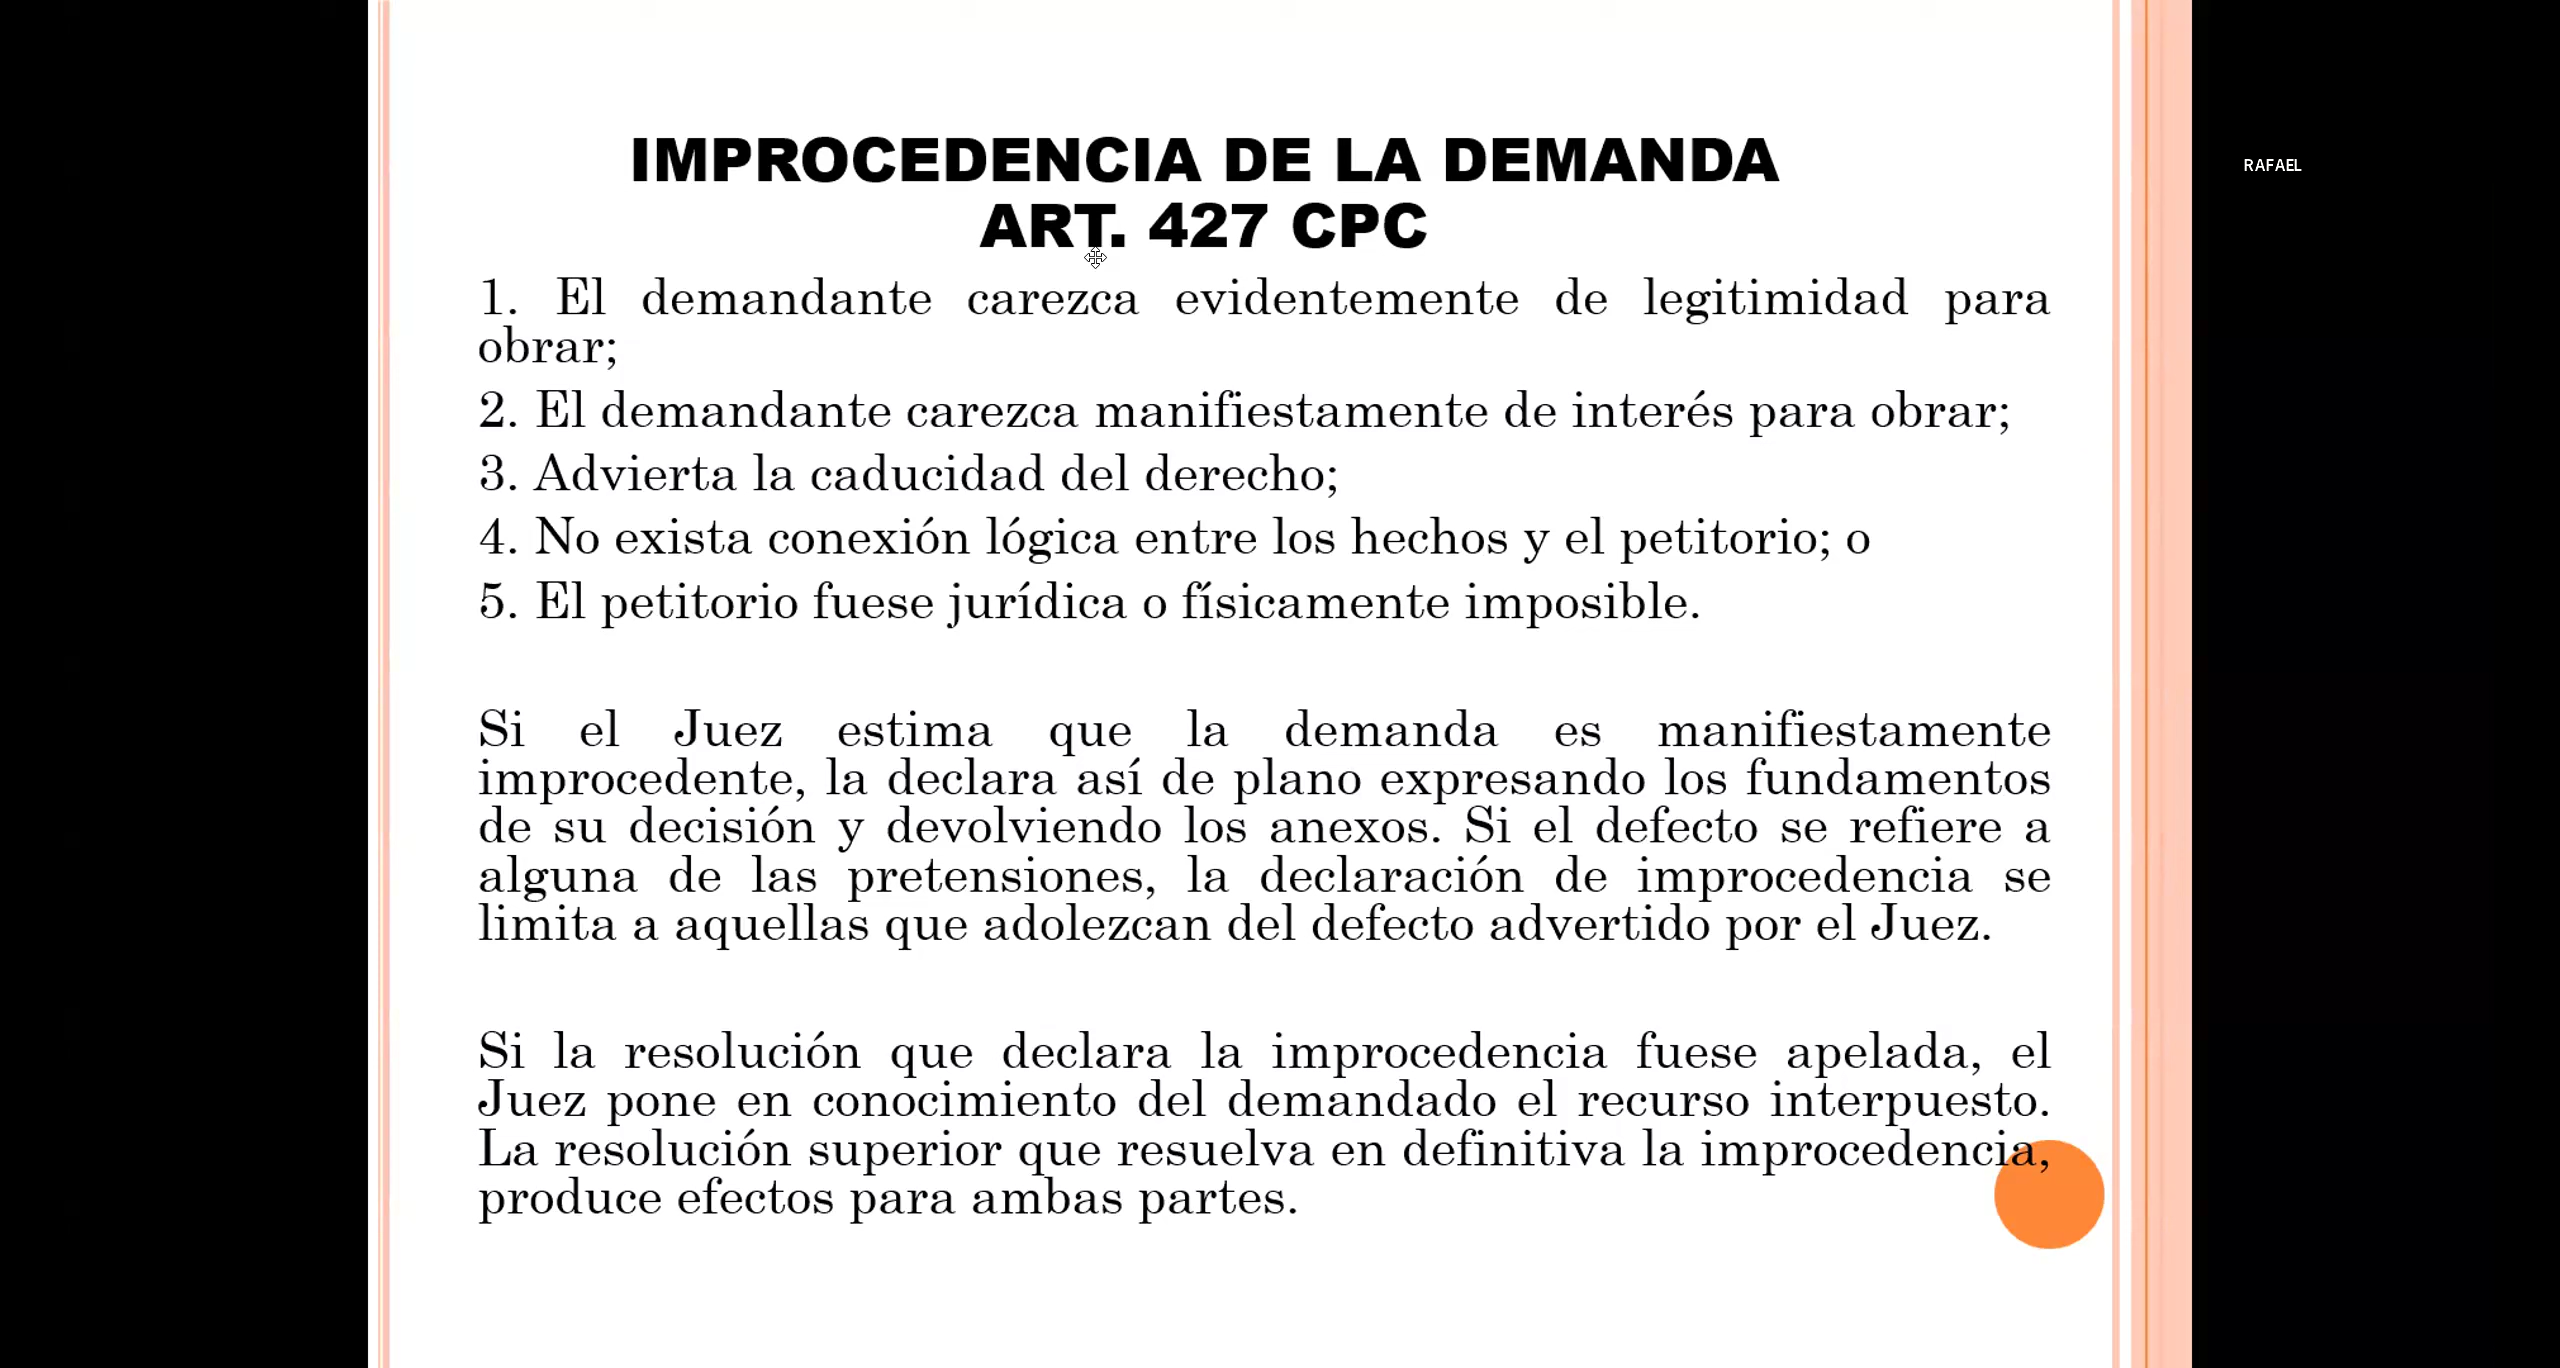 IMPROCEDENCIA DE LA DEMANDA
ART. 427 CPC
RAFAEL
1. El demandante carezca evidentemente de legitimidad para
obrar;
2. El demandante carezca manifiestamente de interés para obrar;
3. Advierta la caducidad del derecho;
4. No exista conexión lógica entre los hechos y el petitorio; o
5. El petitorio fuese jurídica o físicamente imposible.
Si el Juez estima que la demanda es manifiestamente
improcedente, la declara así de plano expresando los fundamentos
de su decisión y devolviendo los anexos. Si el defecto se refiere a
alguna de las pretensiones, la declaración de improcedencia se
limita a aquellas que adolezcan del defecto advertido por el Juez.
Si la resolución que declara la improcedencia fuese apelada, el
Juez pone en conocimiento del demandado el recurso interpuesto.
La resolución superior que resuelva en definitiva la improcedencia,
produce efectos para ambas partes.